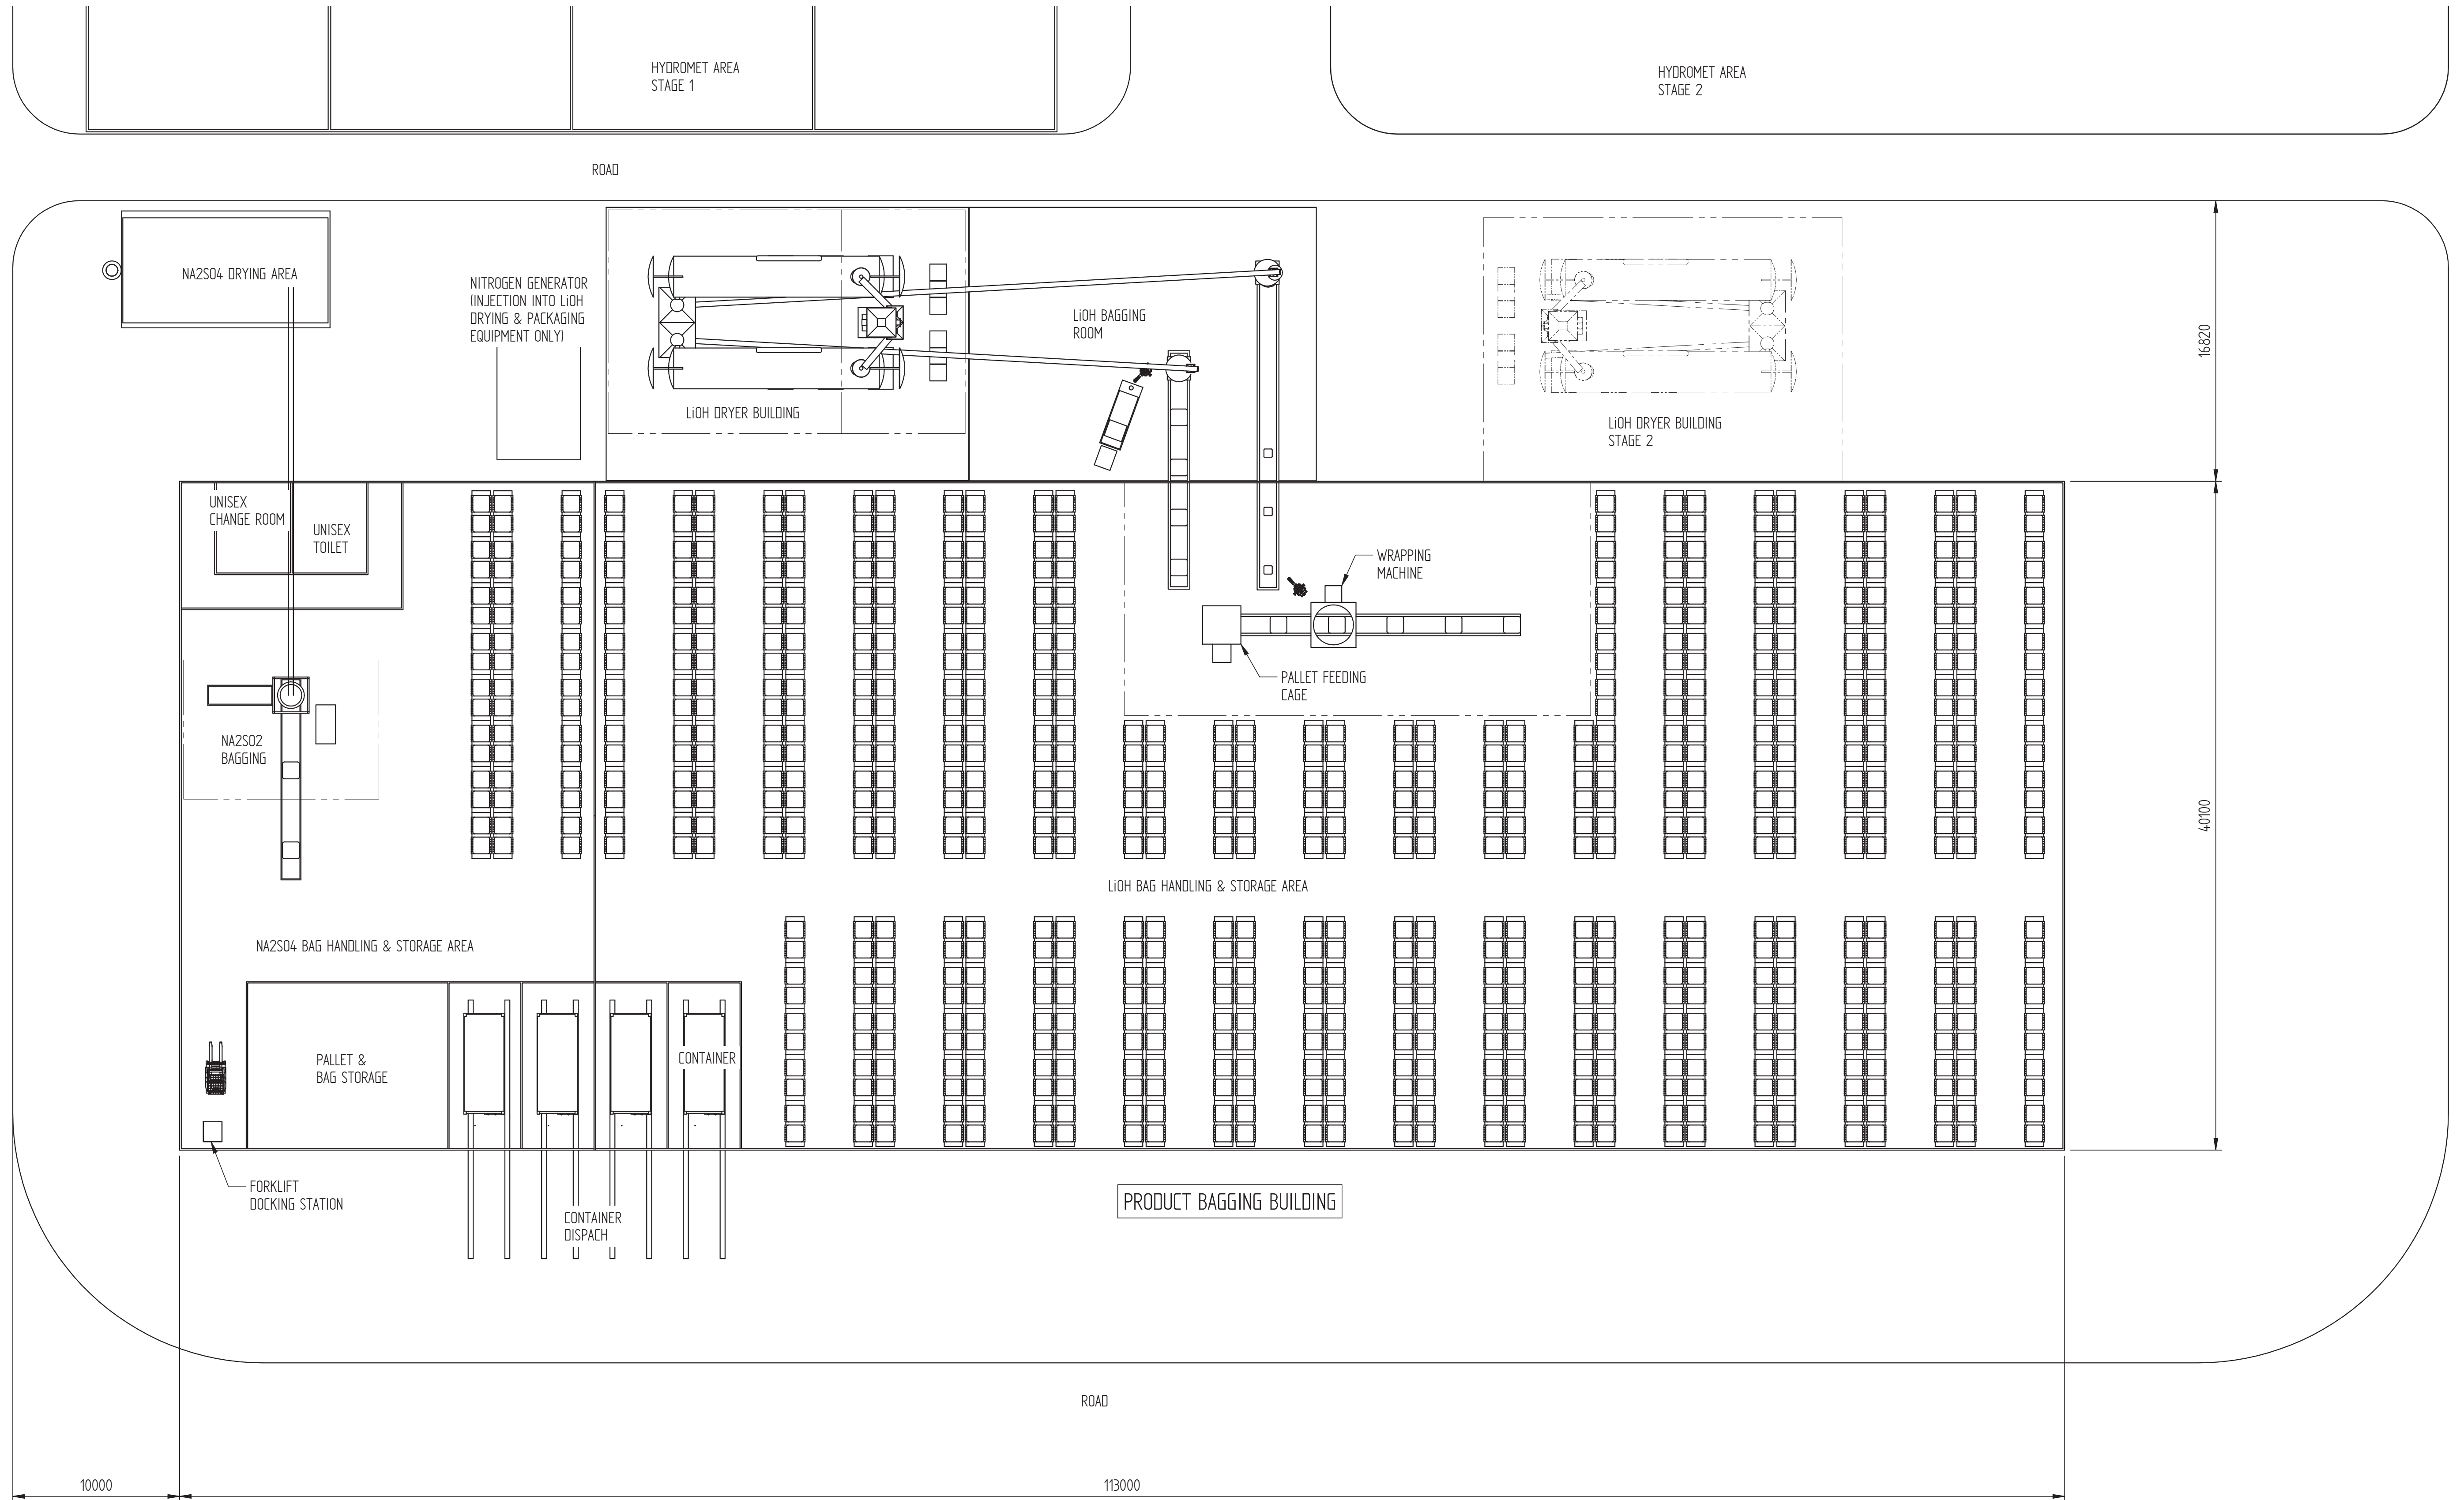 HYDROMET AREA
STAGE 1
HYDROMET AREA
STAGE 2
ROAD
NA2SO4 DRYING AREA
NITROGEN GENERATOR
(INJECTION INTO LiOH
DRYING & PACKAGING
EQUIPMENT ONLY)
LiOH DRYER BUILDING
LiOH BAGGING
ROOM
LiOH DRYER BUILDING
STAGE 2
16820
UNISEX
CHANGE ROOM
UNISEX
TOILET
WRAPPING
MACHINE
PALLET FEEDING
CAGE
NA2SO2
BAGGING
40100
LiOH BAG HANDLING & STORAGE AREA
NA2SO4 BAG HANDLING & STORAGE AREA
PALLET &
BAG STORAGE
CONTAINER
FORKLIFT
DOCKING STATION
CONTAINER
DISPACH
PRODUCT BAGGING BUILDING
ROAD
10000
113000